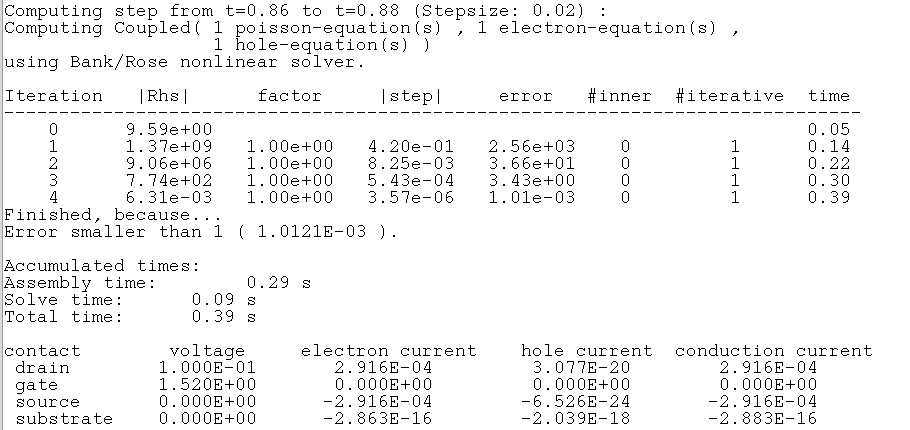 Computing step from t=0.86 to t=0.88 (Stepsize: 0.02) :
Computing Coupled( 1 poisson-equation(s) , 1 electron-equation(s) ,
1 hole-equation(s) )
using Bank/Rose nonlinear solver.
Iteration |Rhs| factor |step| error #inner #iterative time
--------------------------------------------------------------------------------
0 9.59e+00 0.05
1 1.37e+09 1.00e+00 4.20e-01 2.56e+03 0 1 0.14
2 9.06e+06 1.00e+00 8.25e-03 3.66e+01 0 1 0.22
3 7.74e+02 1.00e+00 5.43e-04 3.43e+00 0 1 0.30
4 6.31e-03 1.00e+00 3.57e-06 1.01e-03 0 1 0.39
Finished, because...
Error smaller than 1 ( 1.0121E-03 ).
Accumulated times:
Assembly time: 0.29 s
Solve time: 0.09 s
Total time: 0.39 s
contact voltage electron current hole current conduction current
drain 1.000E-01 2.916E-04 3.077E-20 2.916E-04
gate 1.520E+00 0.000E+00 0.000E+00 0.000E+00
source 0.000E+00 -2.916E-04 -6.526E-24 -2.916E-04
substrate 0.000E+00 -2.863E-16 -2.039E-18 -2.883E-16